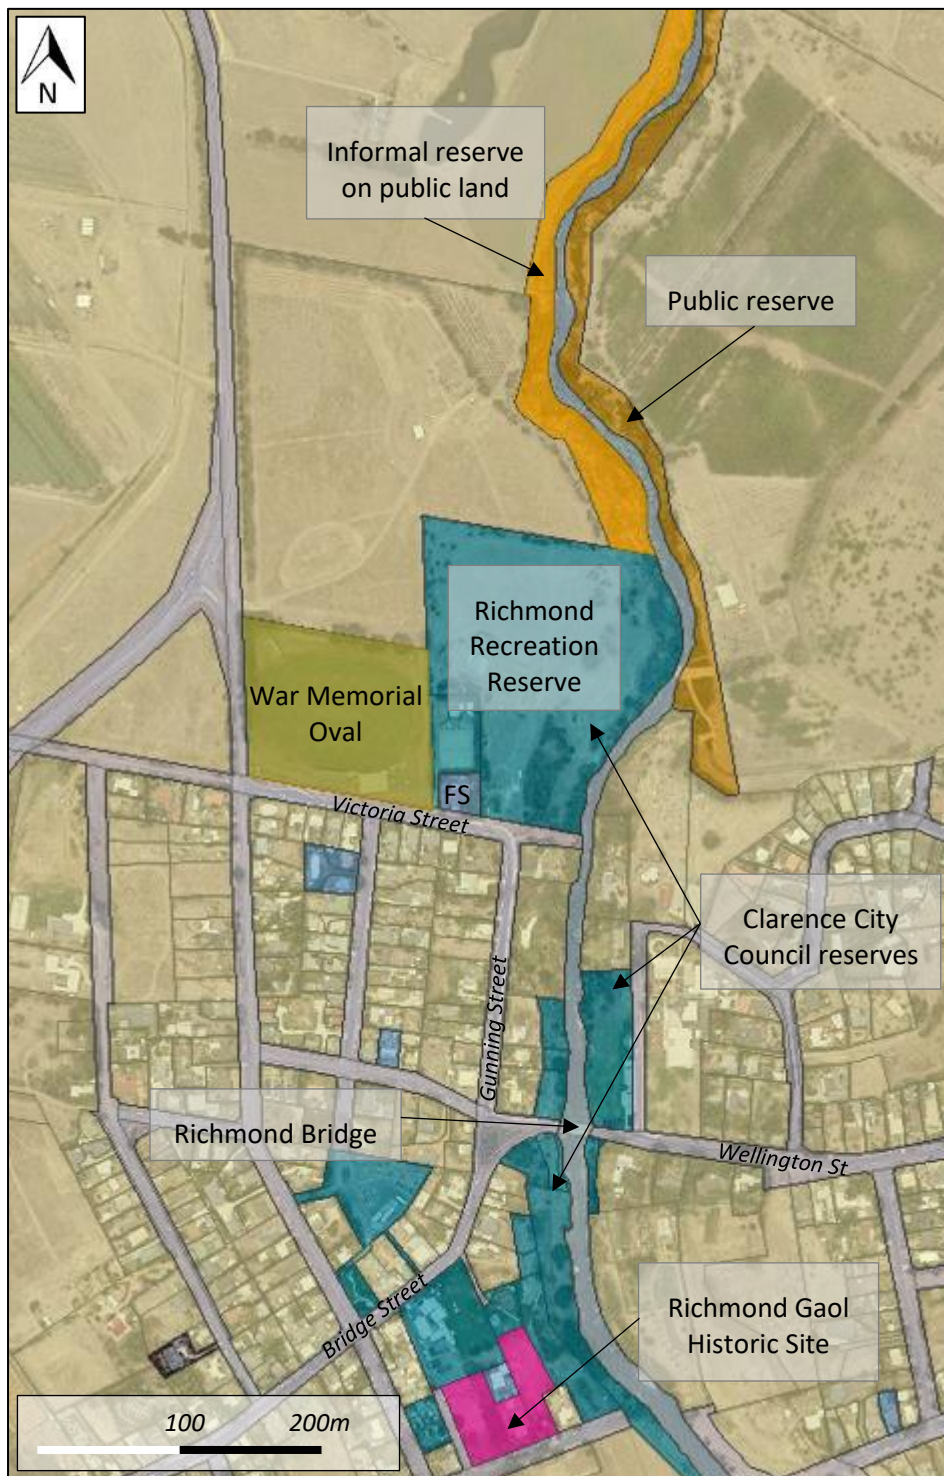 N
Informal reserve
on public land
Public reserve
Richmond
Recreation
Reserve
War Memorial
Oval
FS
Victoria Street
Clarence City
Council reserves
Gunning Street
Richmond Bridge
Wellington St
Richmond Gaol
Historic Site
Bridge Street
100 200m